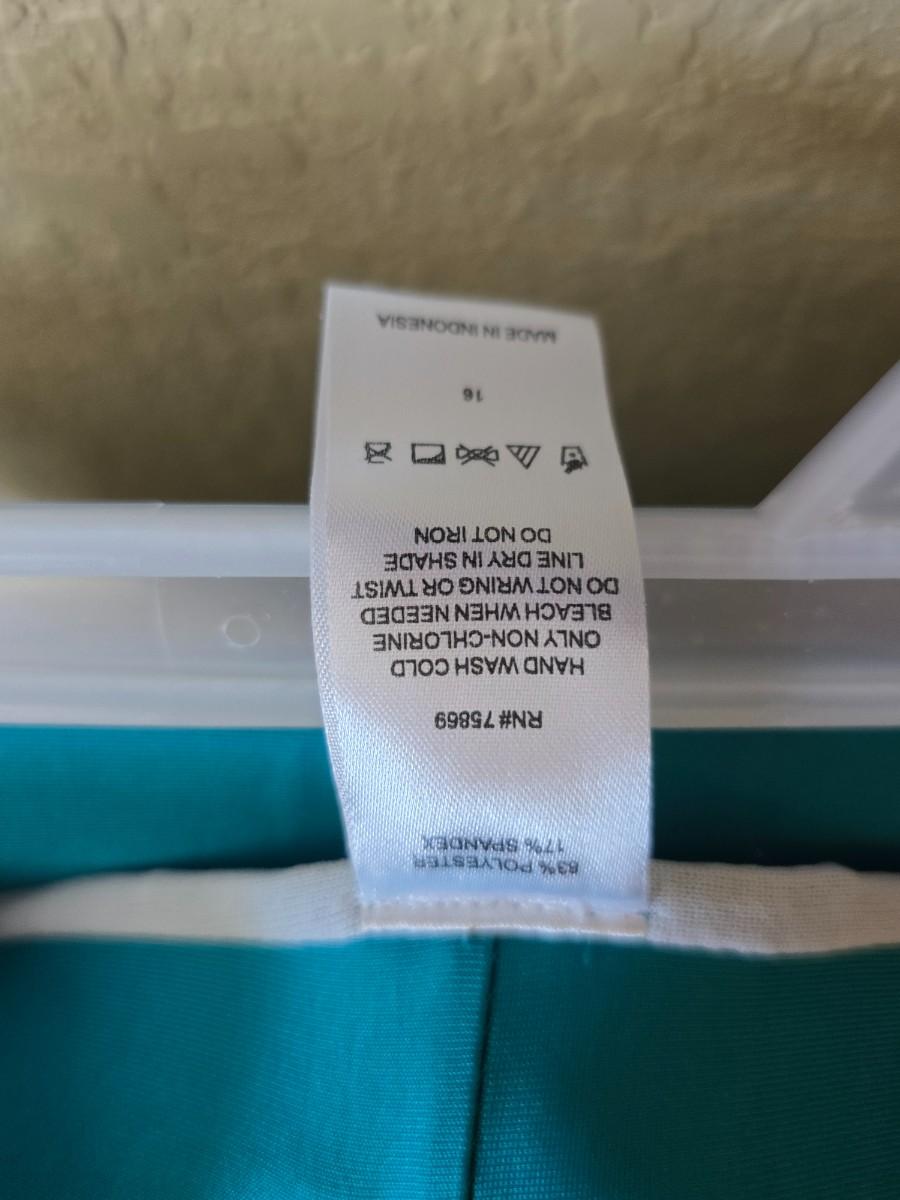 83% POLYESTER
17% SPANDEX
RN# 75869
HAND WASH COLD
ONLY NON-CHLORINE
BLEACH WHEN NEEDED
DO NOT WRING OR TWIST
LINE DRY IN SHADE
DO NOT IRON
16
MADE IN INDONESIA